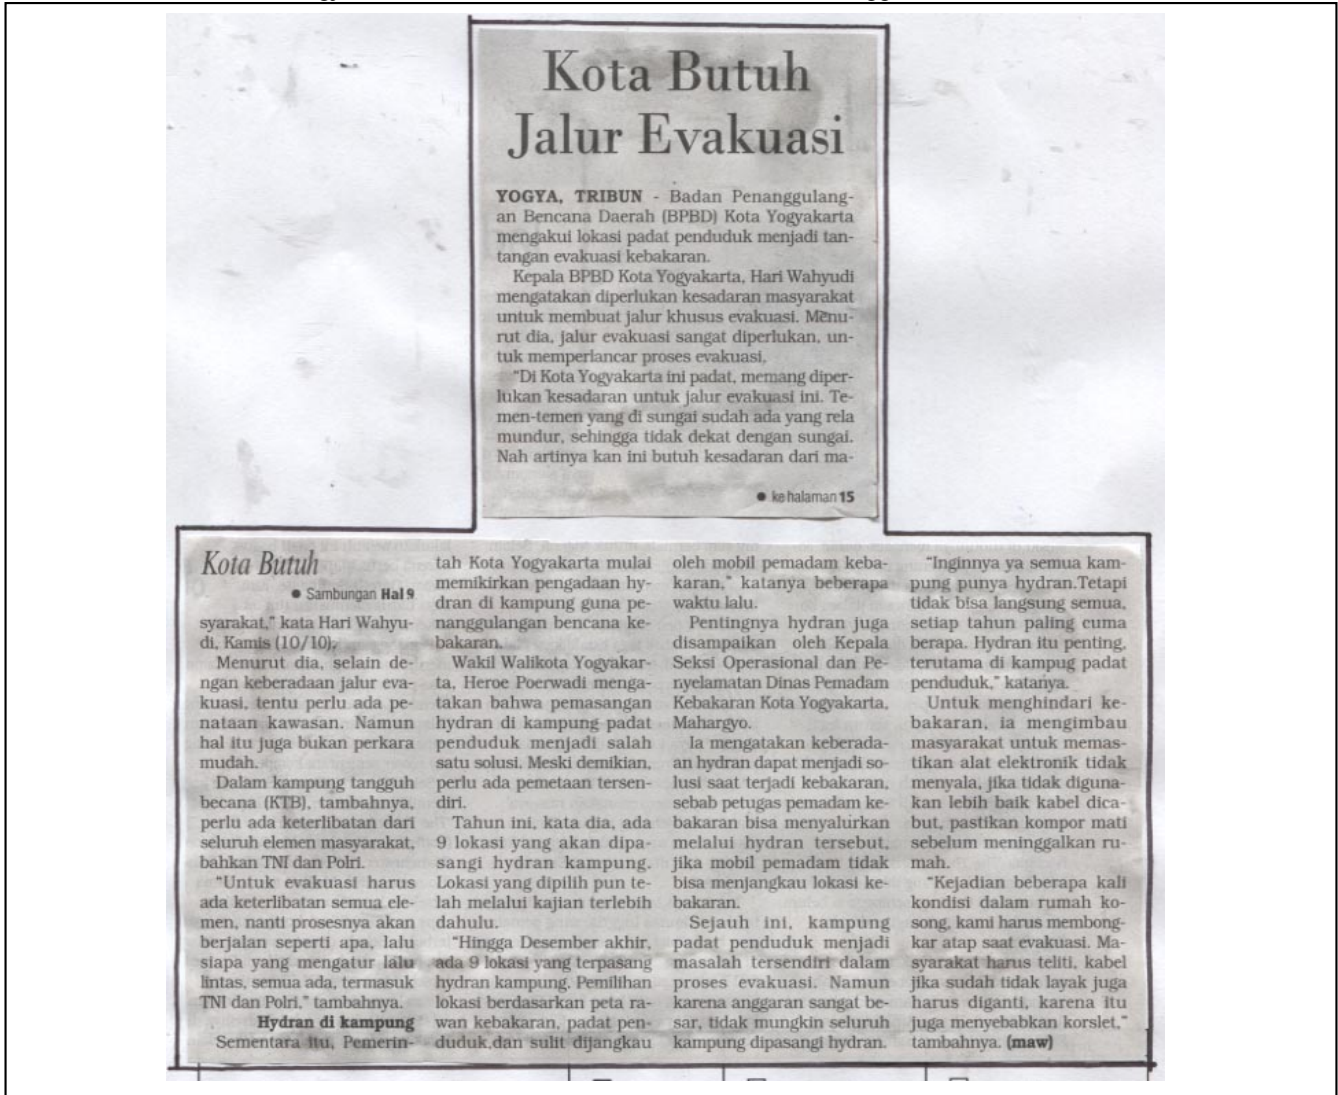 Kota Butuh
Jalur Evakuasi
YOGYA, TRIBUN - Badan Penanggulang-
an Bencana Daerah (BPBD) Kota Yogyakarta
mengakui lokasi padat penduduk menjadi tan-
tangan evakuasi kebakaran.
Kepala BPBD Kota Yogyakarta, Hari Wahyudi
mengatakan diperlukan kesadaran masyarakat
untuk membuat jalur khusus evakuasi. Menu-
rut dia, jalur evakuasi sangat diperlukan, un-
tuk memperlancar proses evakuasi.
"Di Kota Yogyakarta ini padat, memang diper-
lukan kesadaran untuk jalur evakuasi ini. Te-
men-temen yang di sungai sudah ada yang rela
mundur, sehingga tidak dekat dengan sungai.
Nah artinya kan ini butuh kesadaran dari ma-
● ke halaman 15
Kota Butuh
● Sambungan Hal 9
syarakat," kata Hari Wahyu-
di, Kamis (10/10).
Menurut dia, selain de-
ngan keberadaan jalur eva-
kuasi, tentu perlu ada pe-
nataan kawasan. Namun
hal itu juga bukan perkara
mudah.
Dalam kampung tangguh
becana (KTB), tambahnya,
perlu ada keterlibatan dari
seluruh elemen masyarakat,
bahkan TNI dan Polri.
"Untuk evakuasi harus
ada keterlibatan semua ele-
men, nanti prosesnya akan
berjalan seperti apa, lalu
siapa yang mengatur lalu
lintas, semua ada, termasuk
TNI dan Polri," tambahnya.
Hydran di kampung
Sementara itu, Pemerin-
tah Kota Yogyakarta mulai
memikirkan pengadaan hy-
dran di kampung guna pe-
nanggulangan bencana ke-
bakaran.
Wakil Walikota Yogyakar-
ta, Heroe Poerwadi menga-
takan bahwa pemasangan
hydran di kampung padat
penduduk menjadi salah
satu solusi. Meski demikian,
perlu ada pemetaan tersen-
diri.
Tahun ini, kata dia, ada
9 lokasi yang akan dipa-
sangi hydran kampung.
Lokasi yang dipilih pun te-
lah melalui kajian terlebih
dahulu.
"Hingga Desember akhir,
ada 9 lokasi yang terpasang
hydran kampung. Pemilihan
lokasi berdasarkan peta ra-
wan kebakaran, padat pen-
duduk,dan sulit dijangkau
oleh mobil pemadam keba-
karan," katanya beberapa
waktu lalu.
Pentingnya hydran juga
disampaikan oleh Kepala
Seksi Operasional dan Pe-
nyelamatan Dinas Pemadam
Kebakaran Kota Yogyakarta,
Mahargyo.
Ia mengatakan keberada-
an hydran dapat menjadi so-
lusi saat terjadi kebakaran,
sebab petugas pemadam ke-
bakaran bisa menyalurkan
melalui hydran tersebut,
jika mobil pemadam tidak
bisa menjangkau lokasi ke-
bakaran.
Sejauh ini, kampung
padat penduduk menjadi
masalah tersendiri dalam
proses evakuasi. Namun
karena anggaran sangat be-
sar, tidak mungkin seluruh
kampung dipasangi hydran.
"Inginnya ya semua kam-
pung punya hydran.Tetapi
tidak bisa langsung semua,
setiap tahun paling cuma
berapa. Hydran itu penting,
terutama di kampug padat
penduduk," katanya.
Untuk menghindari ke-
bakaran, ia mengimbau
masyarakat untuk memas-
tikan alat elektronik tidak
menyala, jika tidak diguna-
kan lebih baik kabel dica-
but, pastikan kompor mati
sebelum meninggalkan ru-
mah.
"Kejadian beberapa kali
kondisi dalam rumah ko-
song, kami harus membong-
kar atap saat evakuasi. Ma-
syarakat harus teliti, kabel
jika sudah tidak layak juga
harus diganti, karena itu
juga menyebabkan korslet,"
tambahnya. (maw)